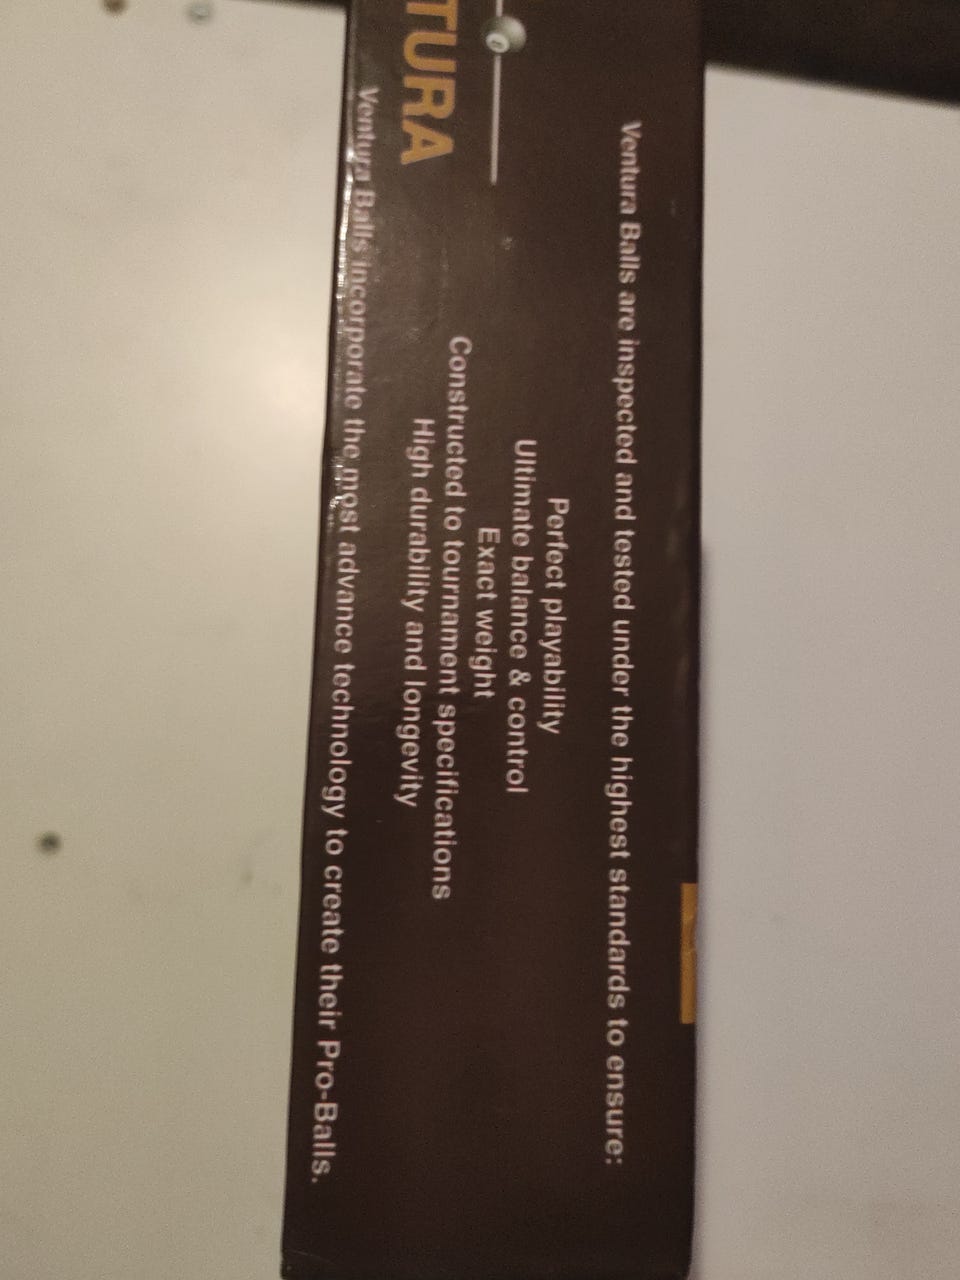 TURA
Ventura Balls are inspected and tested under the highest standards to ensure:
Perfect playability
Ultimate balance & control
Exact weight
Constructed to tournament specifications
High durability and longevity
Ventura Balls incorporate the most advance technology to create their Pro-Balls.